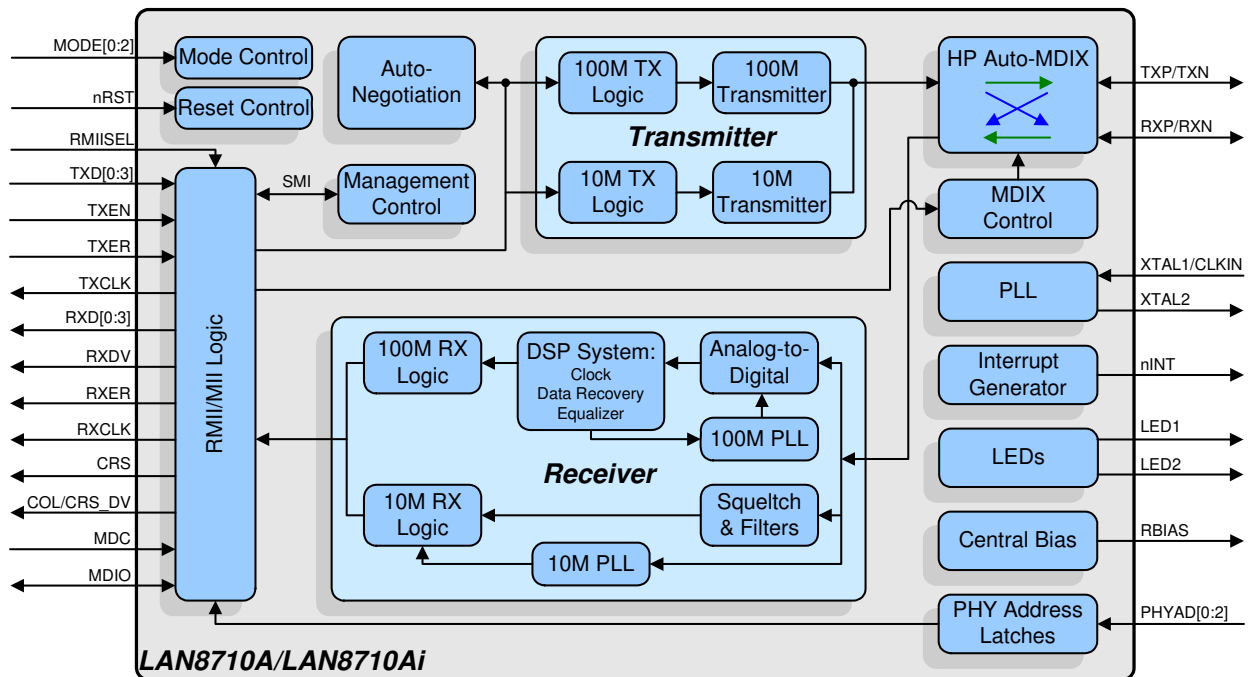 MODE[0:2]
nRST
RMIISEL
TXD[0:3]
TXEN
TXER
TXCLK
RXD[0:3]
RXDV
RXER
RXCLK
CRS
COL/CRS_DV
MDC
MDIO
Mode Control
Reset Control
RMII/MII Logic
SMI
Auto-
Negotiation
Management
Control
100M TX
Logic
100M
Transmitter
Transmitter
10M TX
Logic
10M
Transmitter
100M RX
Logic
DSP System:
Clock
Data Recovery
Equalizer
Analog-to-
Digital
100M PLL
Receiver
10M RX
Logic
Squeltch
& Filters
10M PLL
HP Auto-MDIX
MDIX
Control
PLL
Interrupt
Generator
LEDs
Central Bias
PHY Address
Latches
TXP/TXN
RXP/RXN
XTAL1/CLKIN
XTAL2
nINT
LED1
LED2
RBIAS
PHYAD[0:2]
LAN8710A/LAN8710Ai